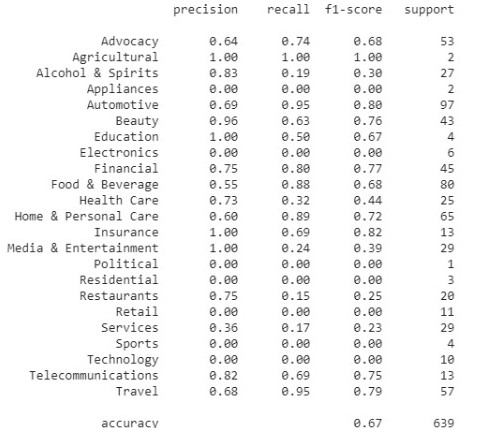 precision recall f1-score support
Advocacy 0.64 0.74 0.68 53
Agricultural 1.00 1.00 1.00 2
Alcohol & Spirits 0.83 0.19 0.30 27
Appliances 0.00 0.00 0.00 2
Automotive 0.69 0.95 0.80 97
Beauty 0.96 0.63 0.76 43
Education 1.00 0.50 0.67 4
Electronics 0.00 0.00 0.00 6
Financial 0.75 0.80 0.77 45
Food & Beverage 0.55 0.88 0.68 80
Health Care 0.73 0.32 0.44 25
Home & Personal Care 0.60 0.89 0.72 65
Insurance 1.00 0.69 0.82 13
Media & Entertainment 1.00 0.24 0.39 29
Political 0.00 0.00 0.00 1
Residential 0.00 0.00 0.00 3
Restaurants 0.75 0.15 0.25 20
Retail 0.00 0.00 0.00 11
Services 0.36 0.17 0.23 29
Sports 0.00 0.00 0.00 4
Technology 0.00 0.00 0.00 10
Telecommunications 0.82 0.69 0.75 13
Travel 0.68 0.95 0.79 57
accuracy 0.67 639